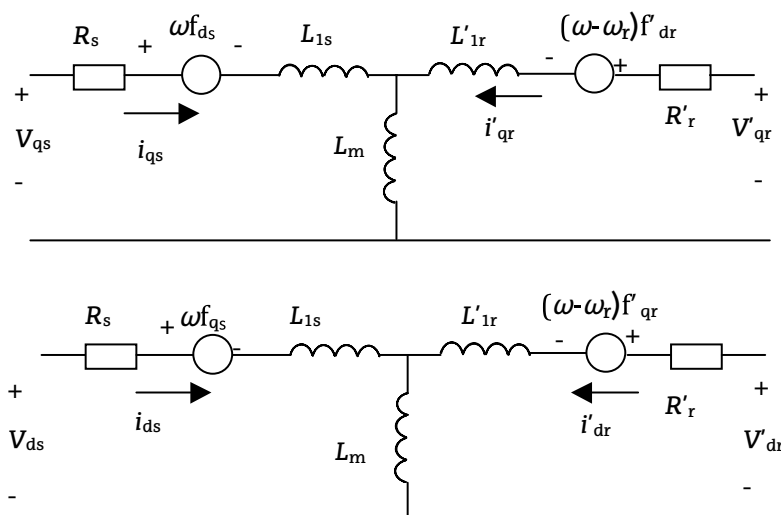 Rs + ωfds - L1s L'1r - (ω-ωr)f'dr +
+ Vqs - iqs Lm i'qr R'r + V'qr -
Rs + ωfqs - L1s L'1r - (ω-ωr)f'qr +
+ Vds - ids Lm i'dr R'r + V'dr -